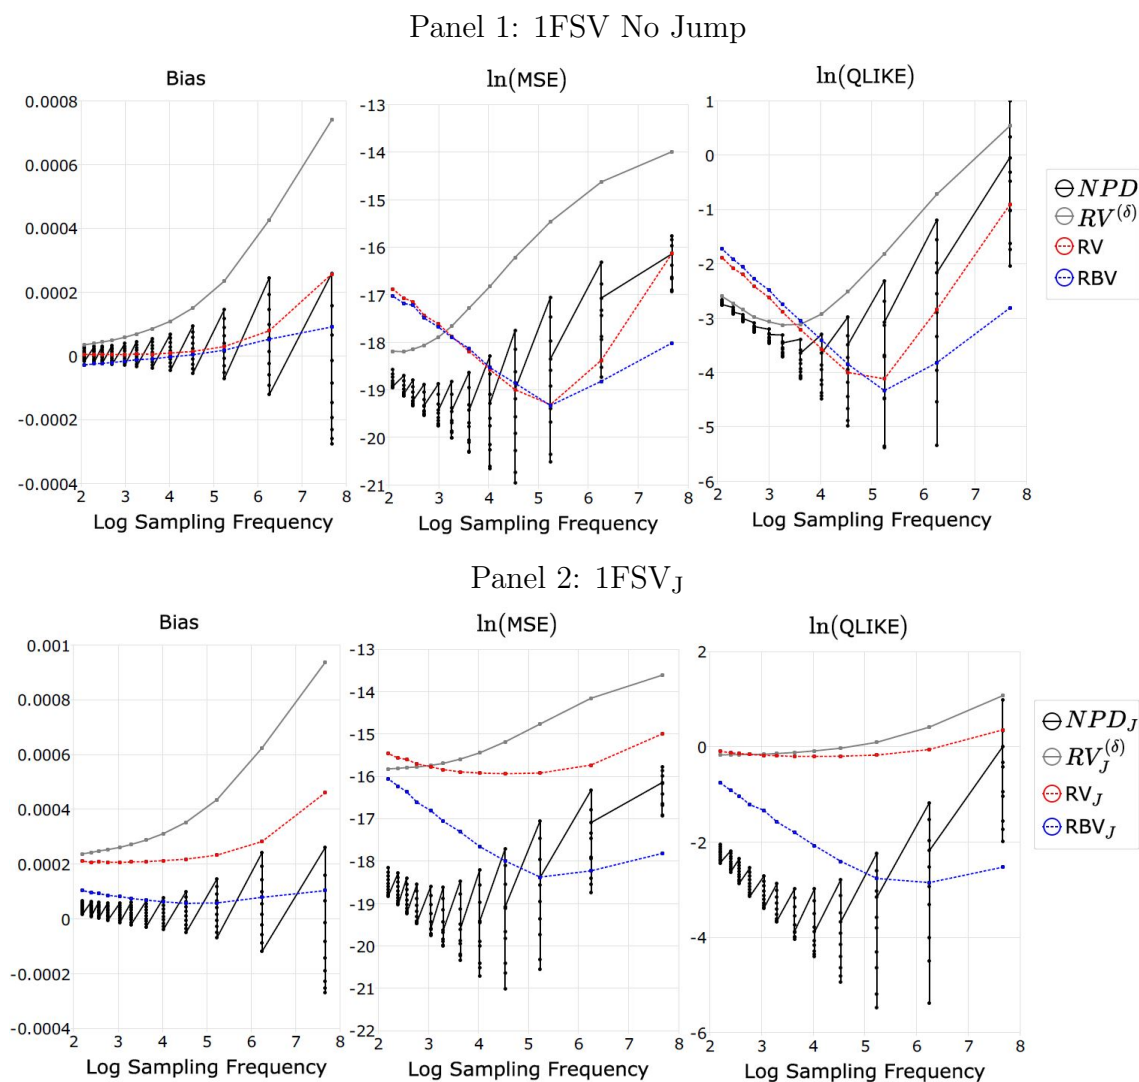 Panel 1: 1FSV No Jump
Bias
ln(MSE)
ln(QLIKE)
0.0008
0.0006
0.0004
0.0002
0
-0.0002
-0.0004
2 3 4 5 6 7 8
Log Sampling Frequency
-13
-14
-15
-16
-17
-18
-19
-20
-21
2 3 4 5 6 7 8
Log Sampling Frequency
1
0
-1
-2
-3
-4
-5
-6
2 3 4 5 6 7 8
Log Sampling Frequency
NPD
RV^(δ)
RV
RBV
Panel 2: 1FSV_J
Bias
ln(MSE)
ln(QLIKE)
0.001
0.0008
0.0006
0.0004
0.0002
0
-0.0002
-0.0004
2 3 4 5 6 7 8
Log Sampling Frequency
-13
-14
-15
-16
-17
-18
-19
-20
-21
-22
2 3 4 5 6 7 8
Log Sampling Frequency
2
0
-2
-4
-6
2 3 4 5 6 7 8
Log Sampling Frequency
NPD_J
RV_J^(δ)
RV_J
RBV_J